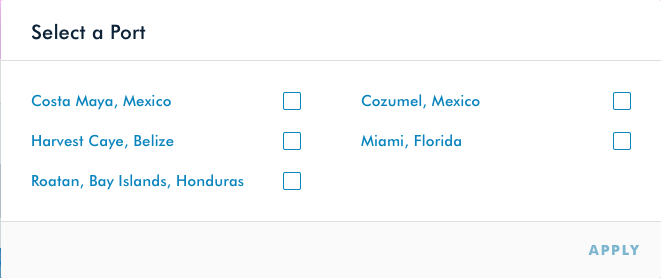 Select a Port
Costa Maya, Mexico
Cozumel, Mexico
Harvest Caye, Belize
Miami, Florida
Roatan, Bay Islands, Honduras
APPLY